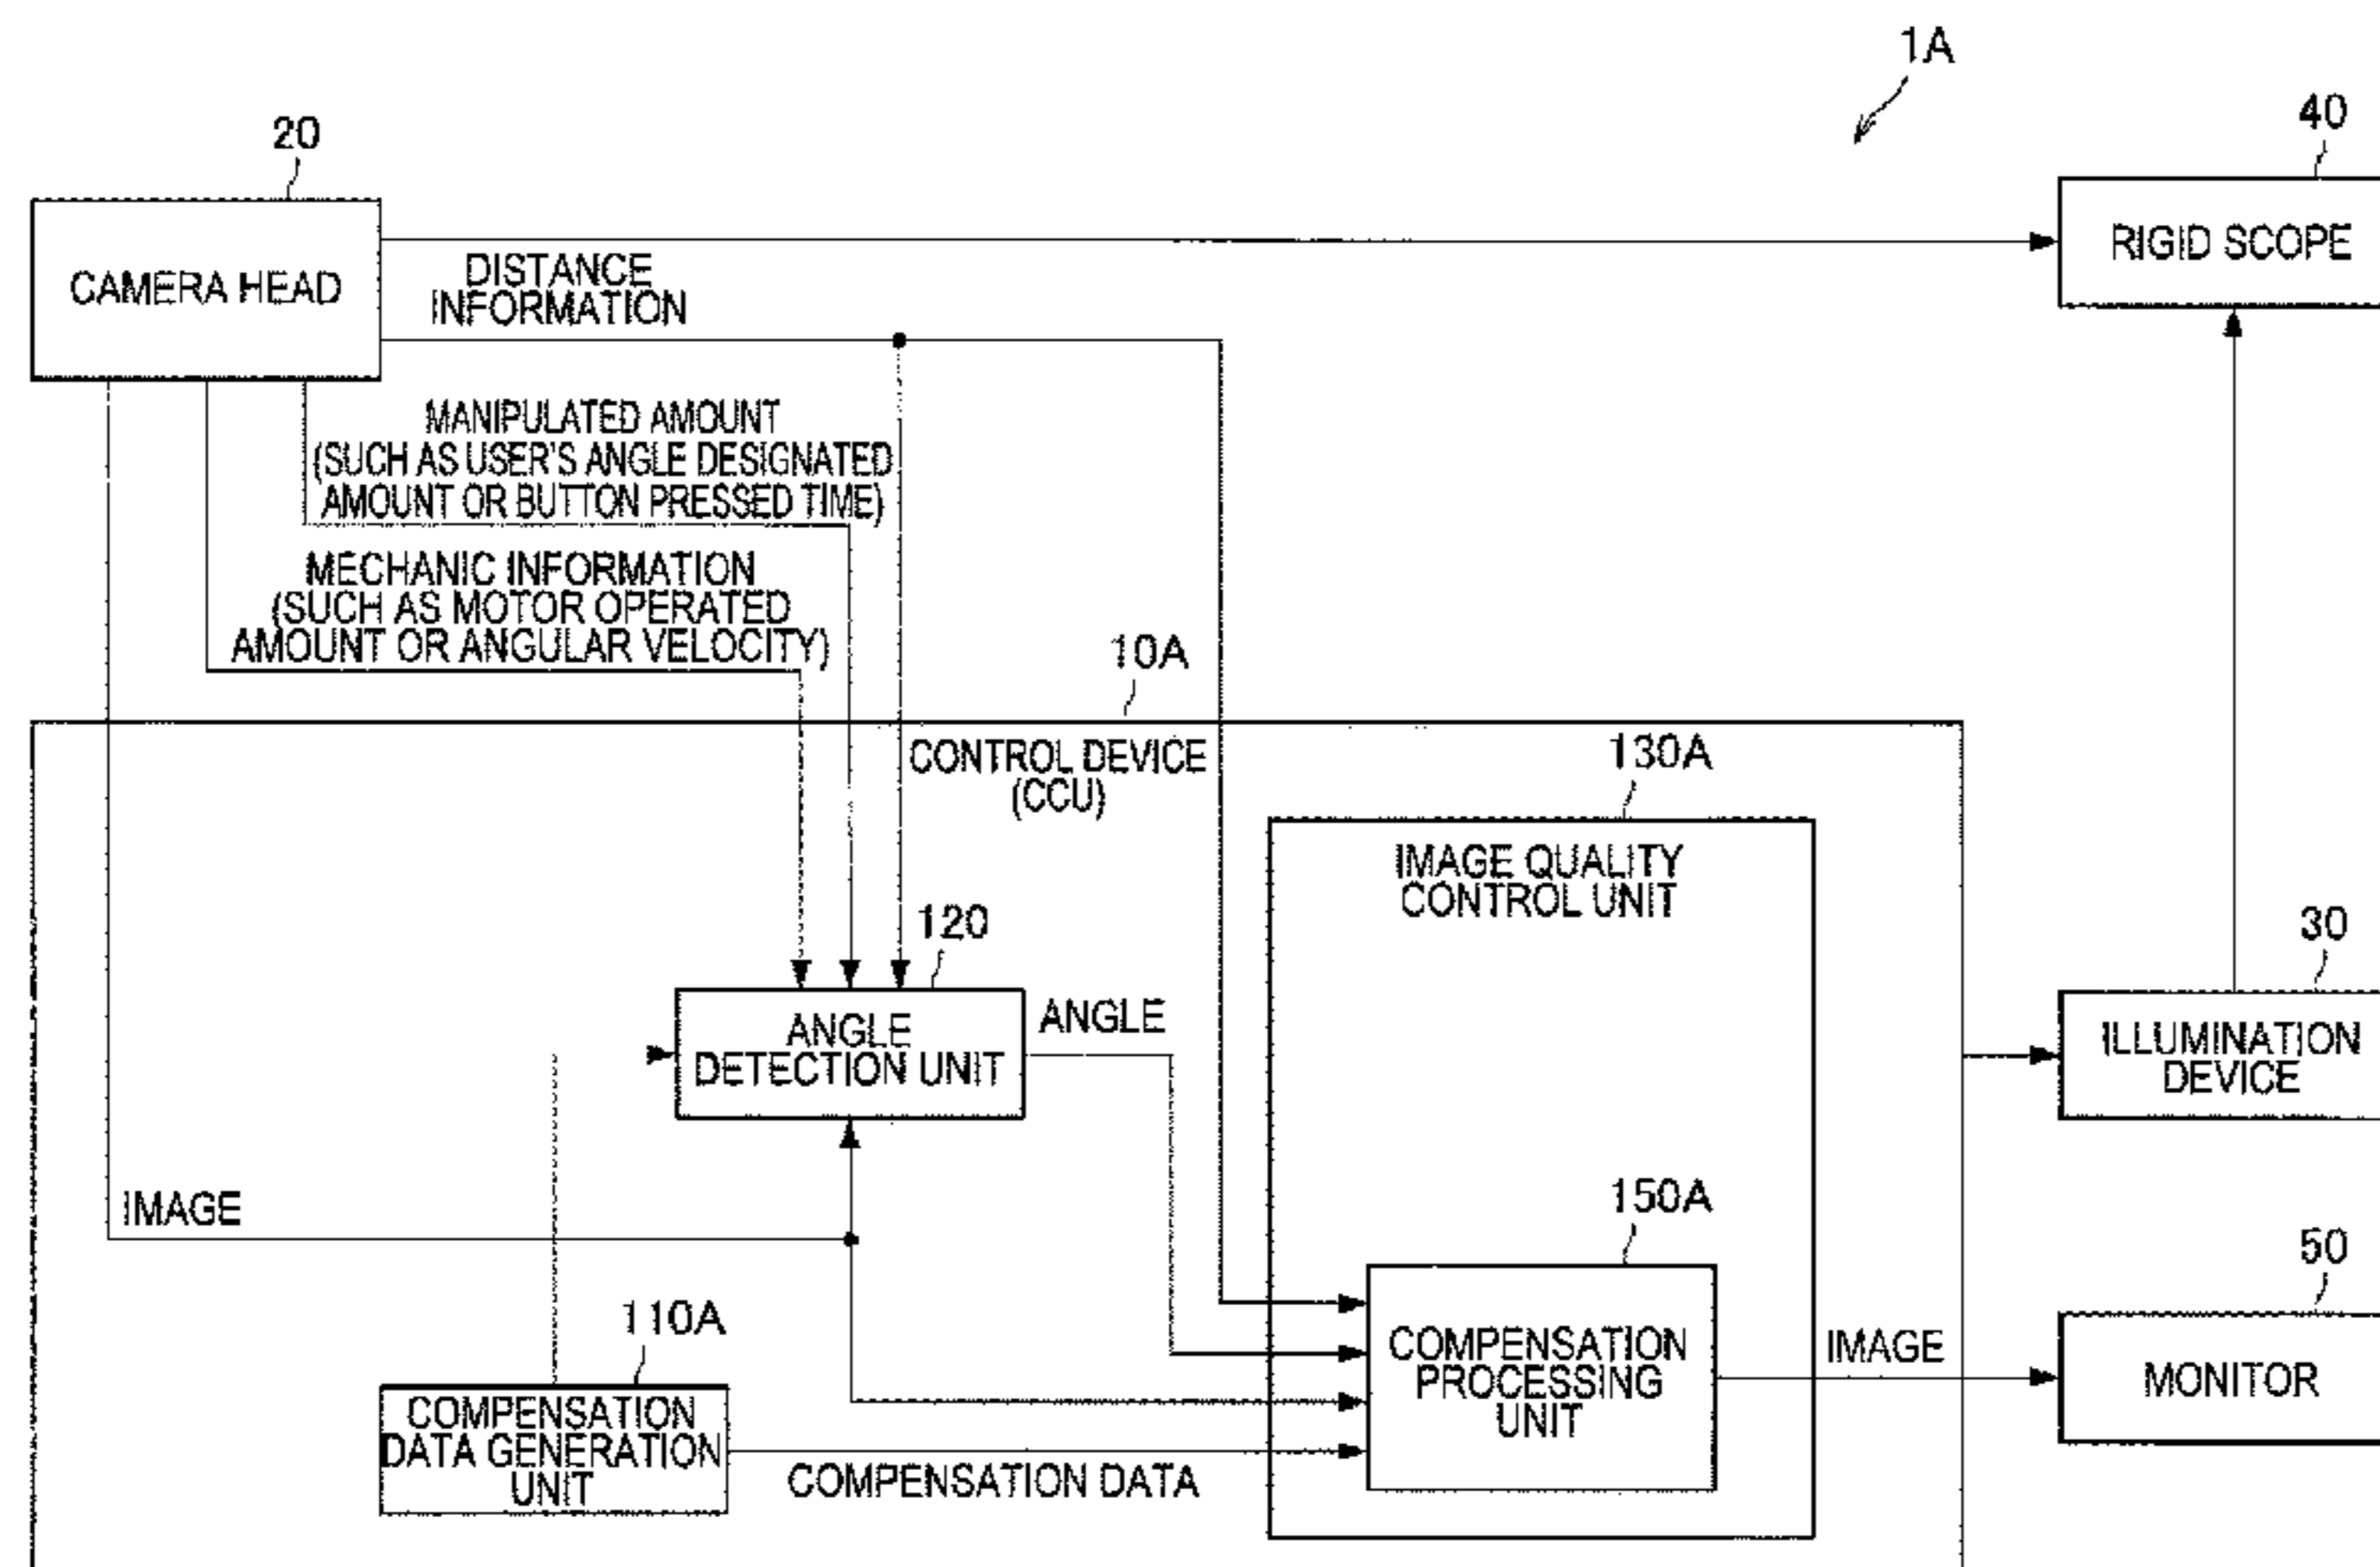 1A
20
40
CAMERA HEAD
RIGID SCOPE
DISTANCE
INFORMATION
MANIPULATED AMOUNT
(SUCH AS USER'S ANGLE DESIGNATED
AMOUNT OR BUTTON PRESSED TIME)
MECHANIC INFORMATION
(SUCH AS MOTOR OPERATED
AMOUNT OR ANGULAR VELOCITY)
10A
CONTROL DEVICE
(CCU)
130A
IMAGE QUALITY
CONTROL UNIT
120
ANGLE
DETECTION UNIT
ANGLE
30
ILLUMINATION
DEVICE
IMAGE
150A
COMPENSATION
PROCESSING
UNIT
IMAGE
50
MONITOR
110A
COMPENSATION
DATA GENERATION
UNIT
COMPENSATION DATA